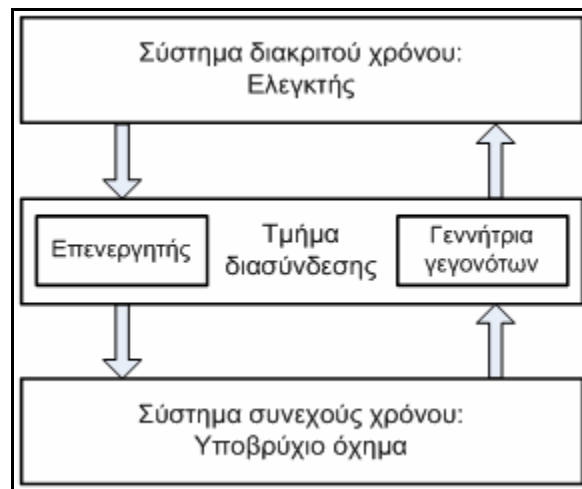 Σύστημα διακριτού χρόνου:
Ελεγκτής
Επενεργητής
Τμήμα
διασύνδεσης
Γεννήτρια
γεγονότων
Σύστημα συνεχούς χρόνου:
Υποβρύχιο όχημα